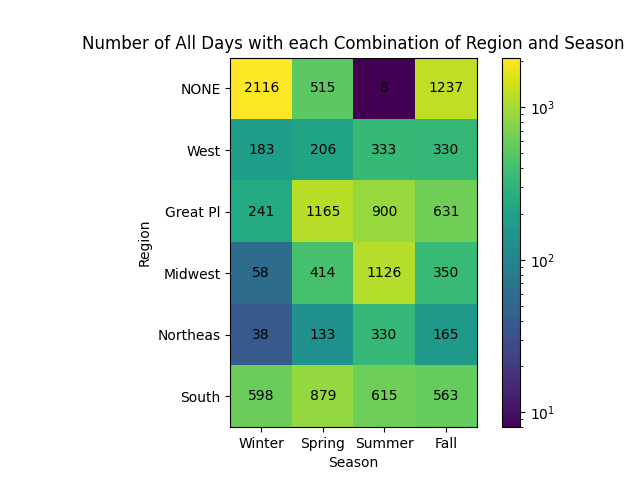 Number of All Days with each Combination of Region and Season
NONE 2116 515 8 1237
West 183 206 333 330
Great Pl 241 1165 900 631
Midwest 58 414 1126 350
Northeas 38 133 330 165
South 598 879 615 563
Winter Spring Summer Fall
Season
Region
10³
10²
10¹